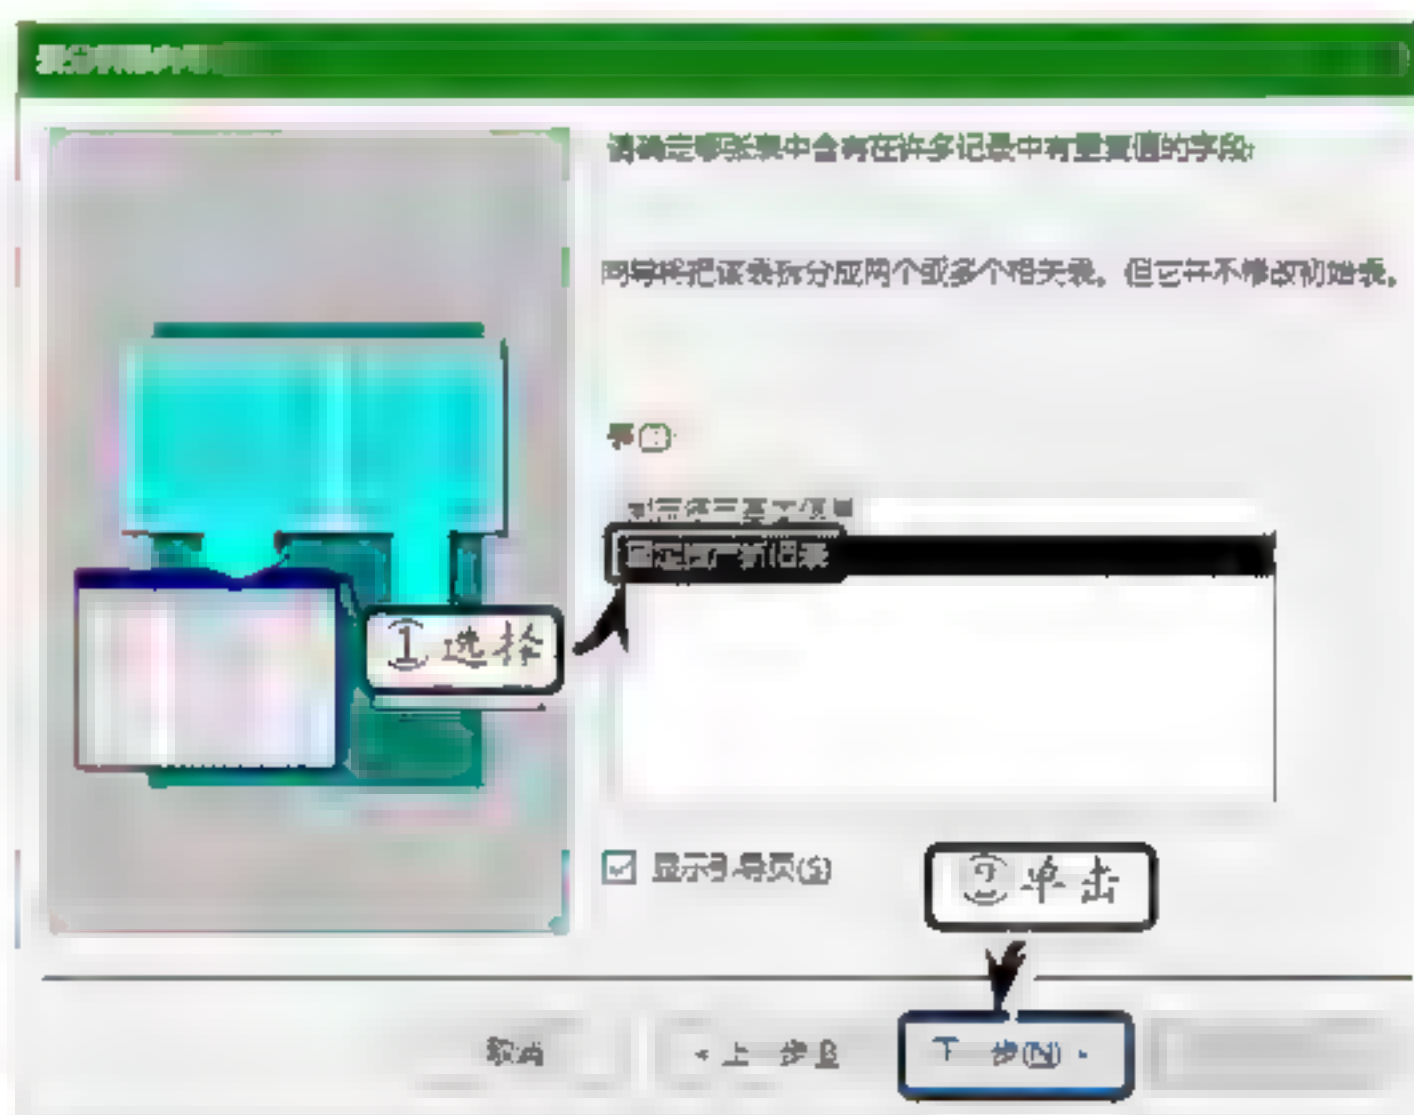 请确定哪张表中含有在许多记录中有重复值的字段:
向导将把该表拆分成两个或多个相关表。但它并不修改初始表。
表(T):
固定资产折旧表
①选择
显示引导页(S)
②单击
取消
上一步B
下一步(N)